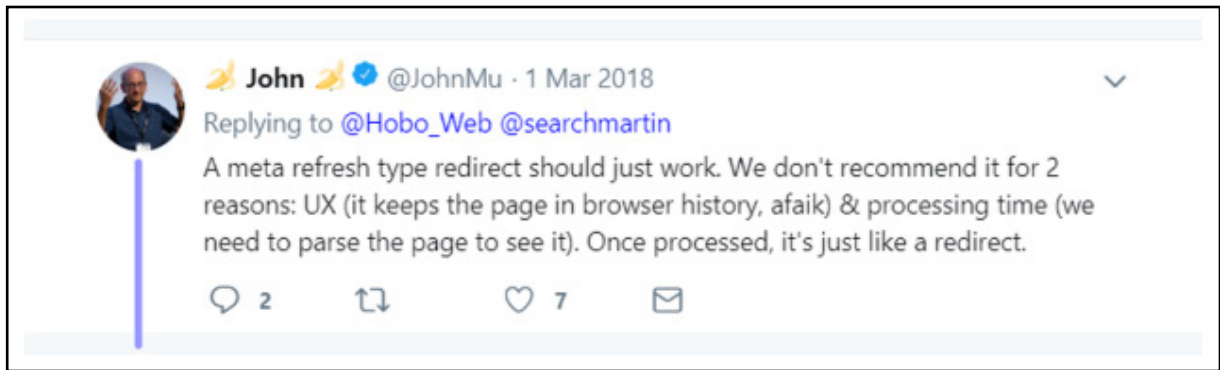 🍌 John 🍌 @JohnMu · 1 Mar 2018
Replying to @Hobo_Web @searchmartin
A meta refresh type redirect should just work. We don't recommend it for 2
reasons: UX (it keeps the page in browser history, afaik) & processing time (we
need to parse the page to see it). Once processed, it's just like a redirect.
2 7